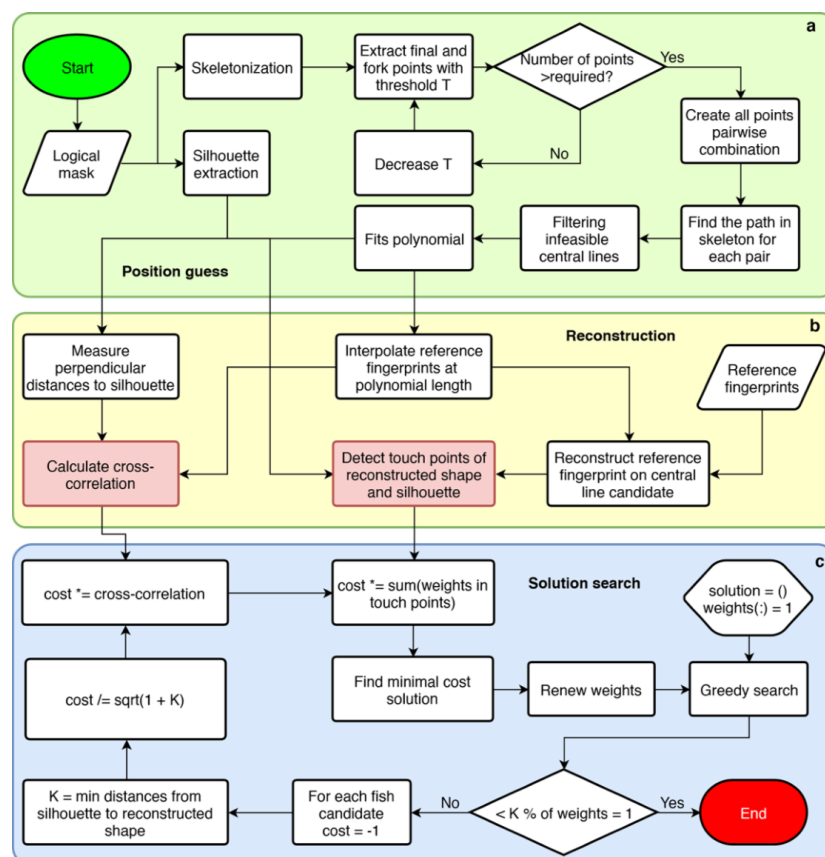 a
Start
Skeletonization
Extract final and
fork points with
threshold T
Number of points
>required?
Yes
Logical
mask
Silhouette
extraction
Decrease T
No
Create all points
pairwise
combination
Fits polynomial
Filtering
infeasible
central lines
Find the path in
skeleton for
each pair
Position guess
b
Reconstruction
Measure
perpendicular
distances to silhouette
Interpolate reference
fingerprints at
polynomial length
Reference
fingerprints
Calculate cross-
correlation
Detect touch points of
reconstructed shape
and silhouette
Reconstruct reference
fingerprint on central
line candidate
c
Solution search
cost *= cross-correlation
cost *= sum(weights in
touch points)
solution = ()
weights(:) = 1
cost /= sqrt(1 + K)
Find minimal cost
solution
Renew weights
Greedy search
K = min distances from
silhouette to reconstructed
shape
For each fish
candidate
cost = -1
No
< K % of weights = 1
Yes
End